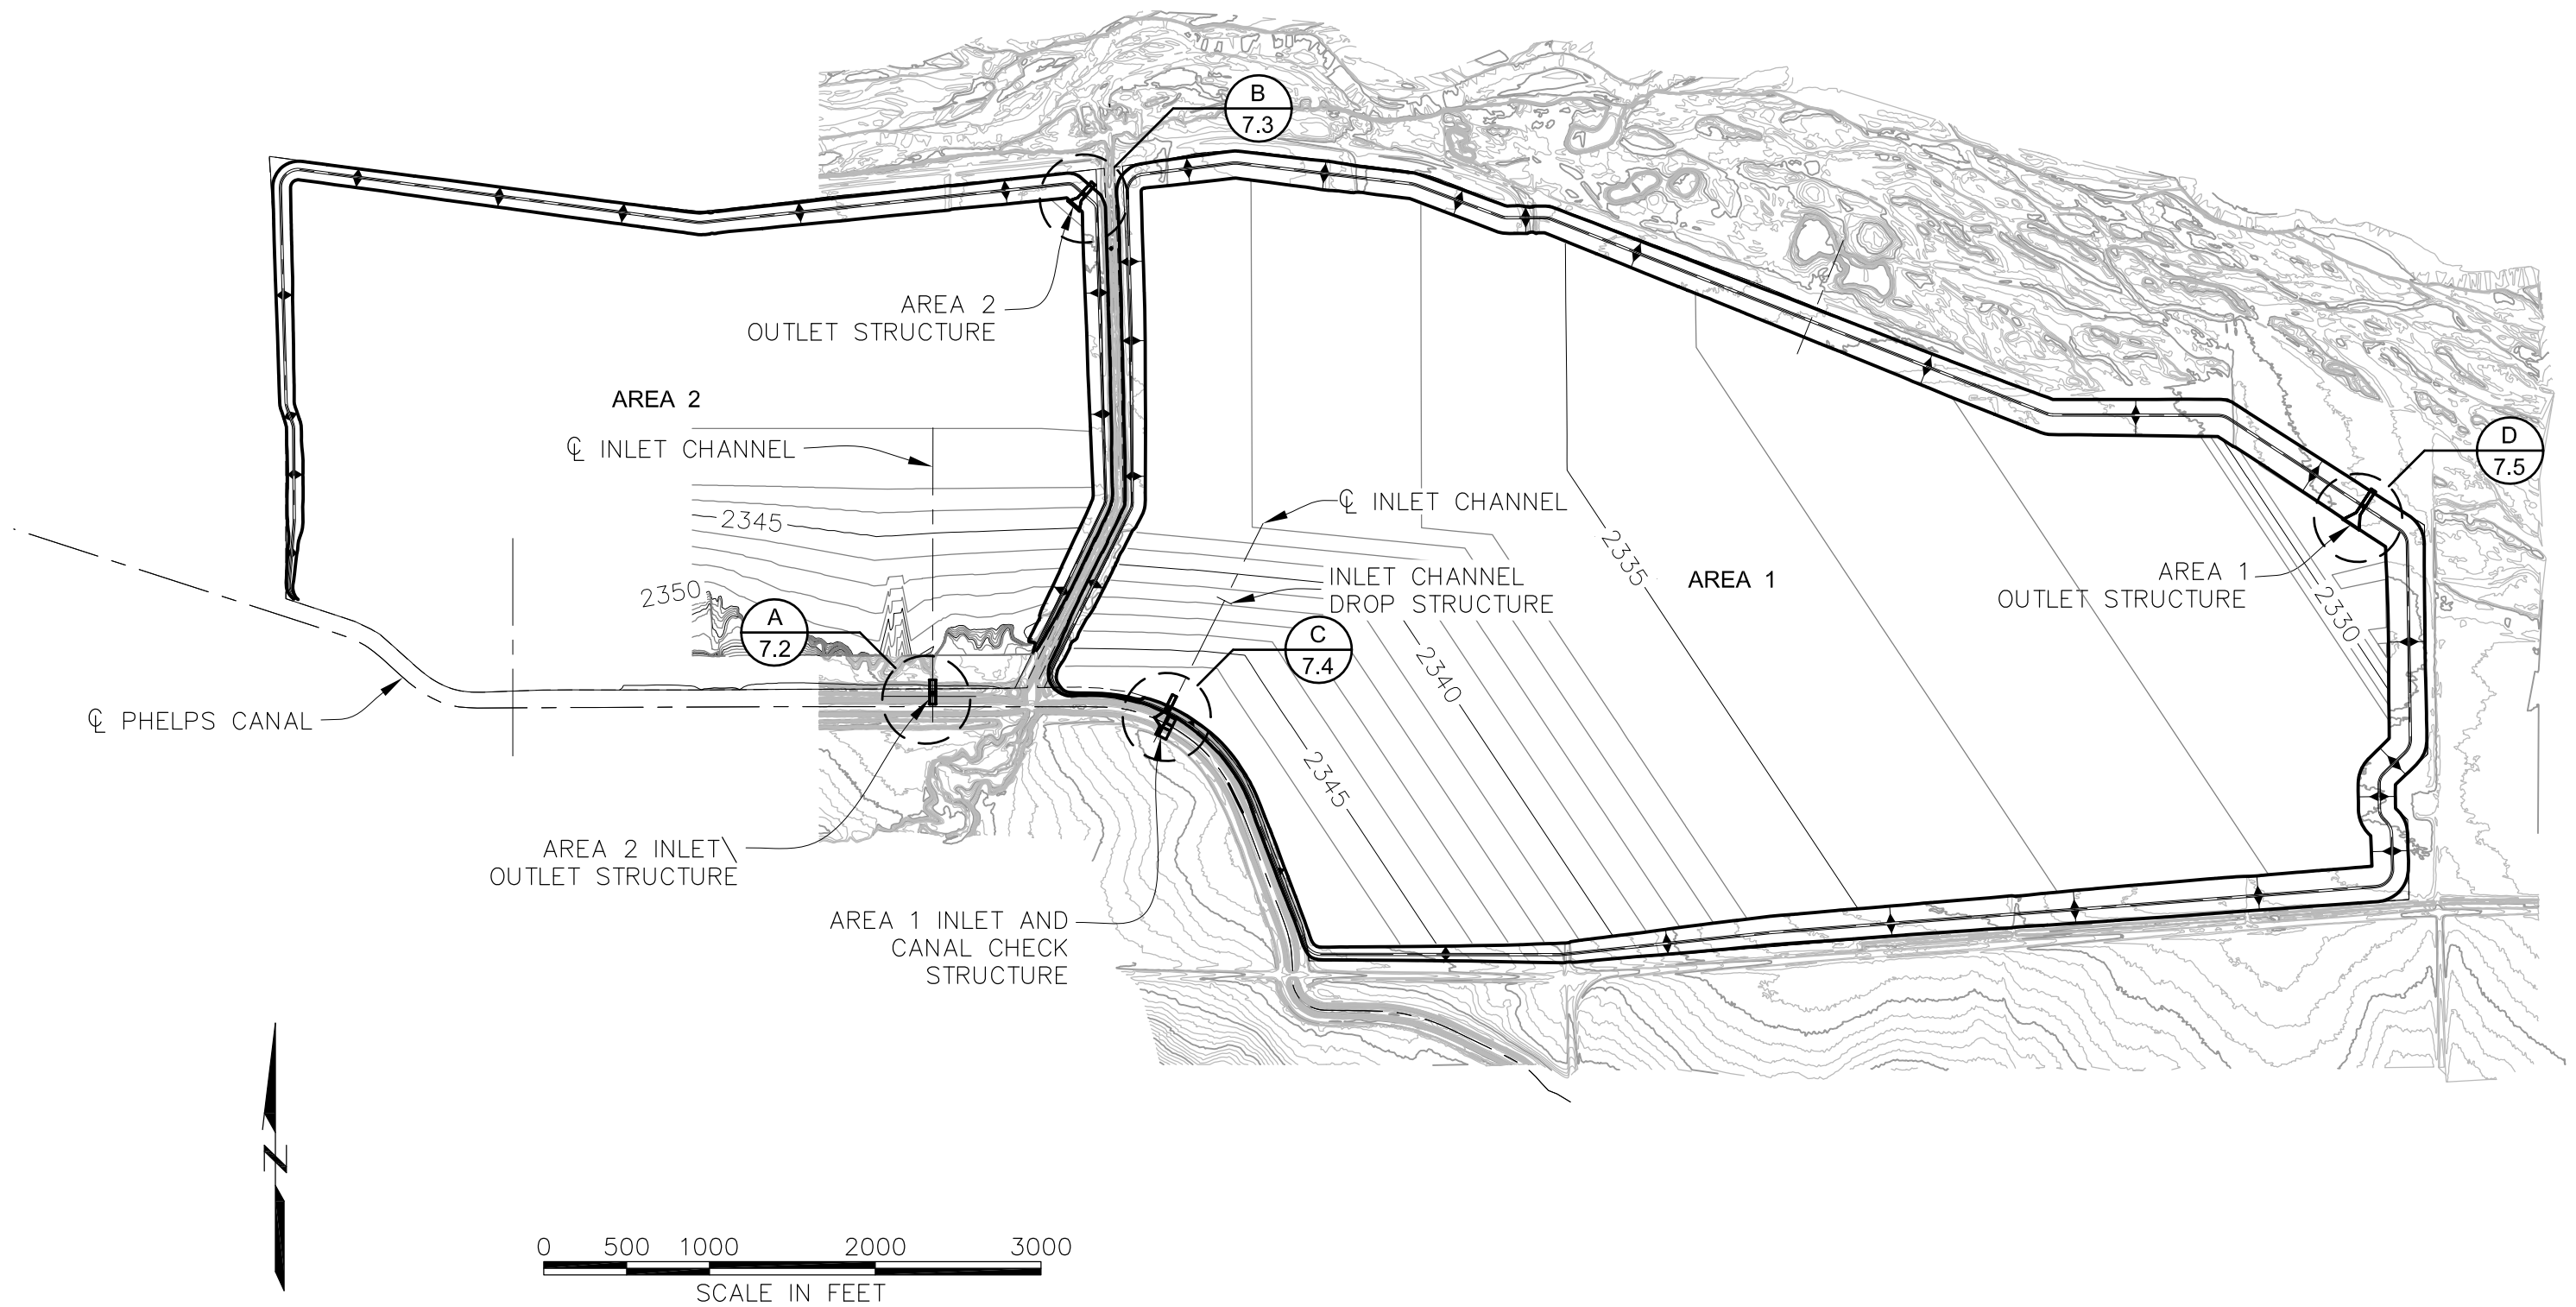 B
7.3
AREA 2
OUTLET STRUCTURE
AREA 2
℄ INLET CHANNEL
D
7.5
℄ INLET CHANNEL
2345
2335
INLET CHANNEL
DROP STRUCTURE
AREA 1
AREA 1
OUTLET STRUCTURE
2350
A
7.2
C
7.4
2330
2340
℄ PHELPS CANAL
2345
AREA 2 INLET\
OUTLET STRUCTURE
AREA 1 INLET AND
CANAL CHECK
STRUCTURE
N
0 500 1000 2000 3000
SCALE IN FEET